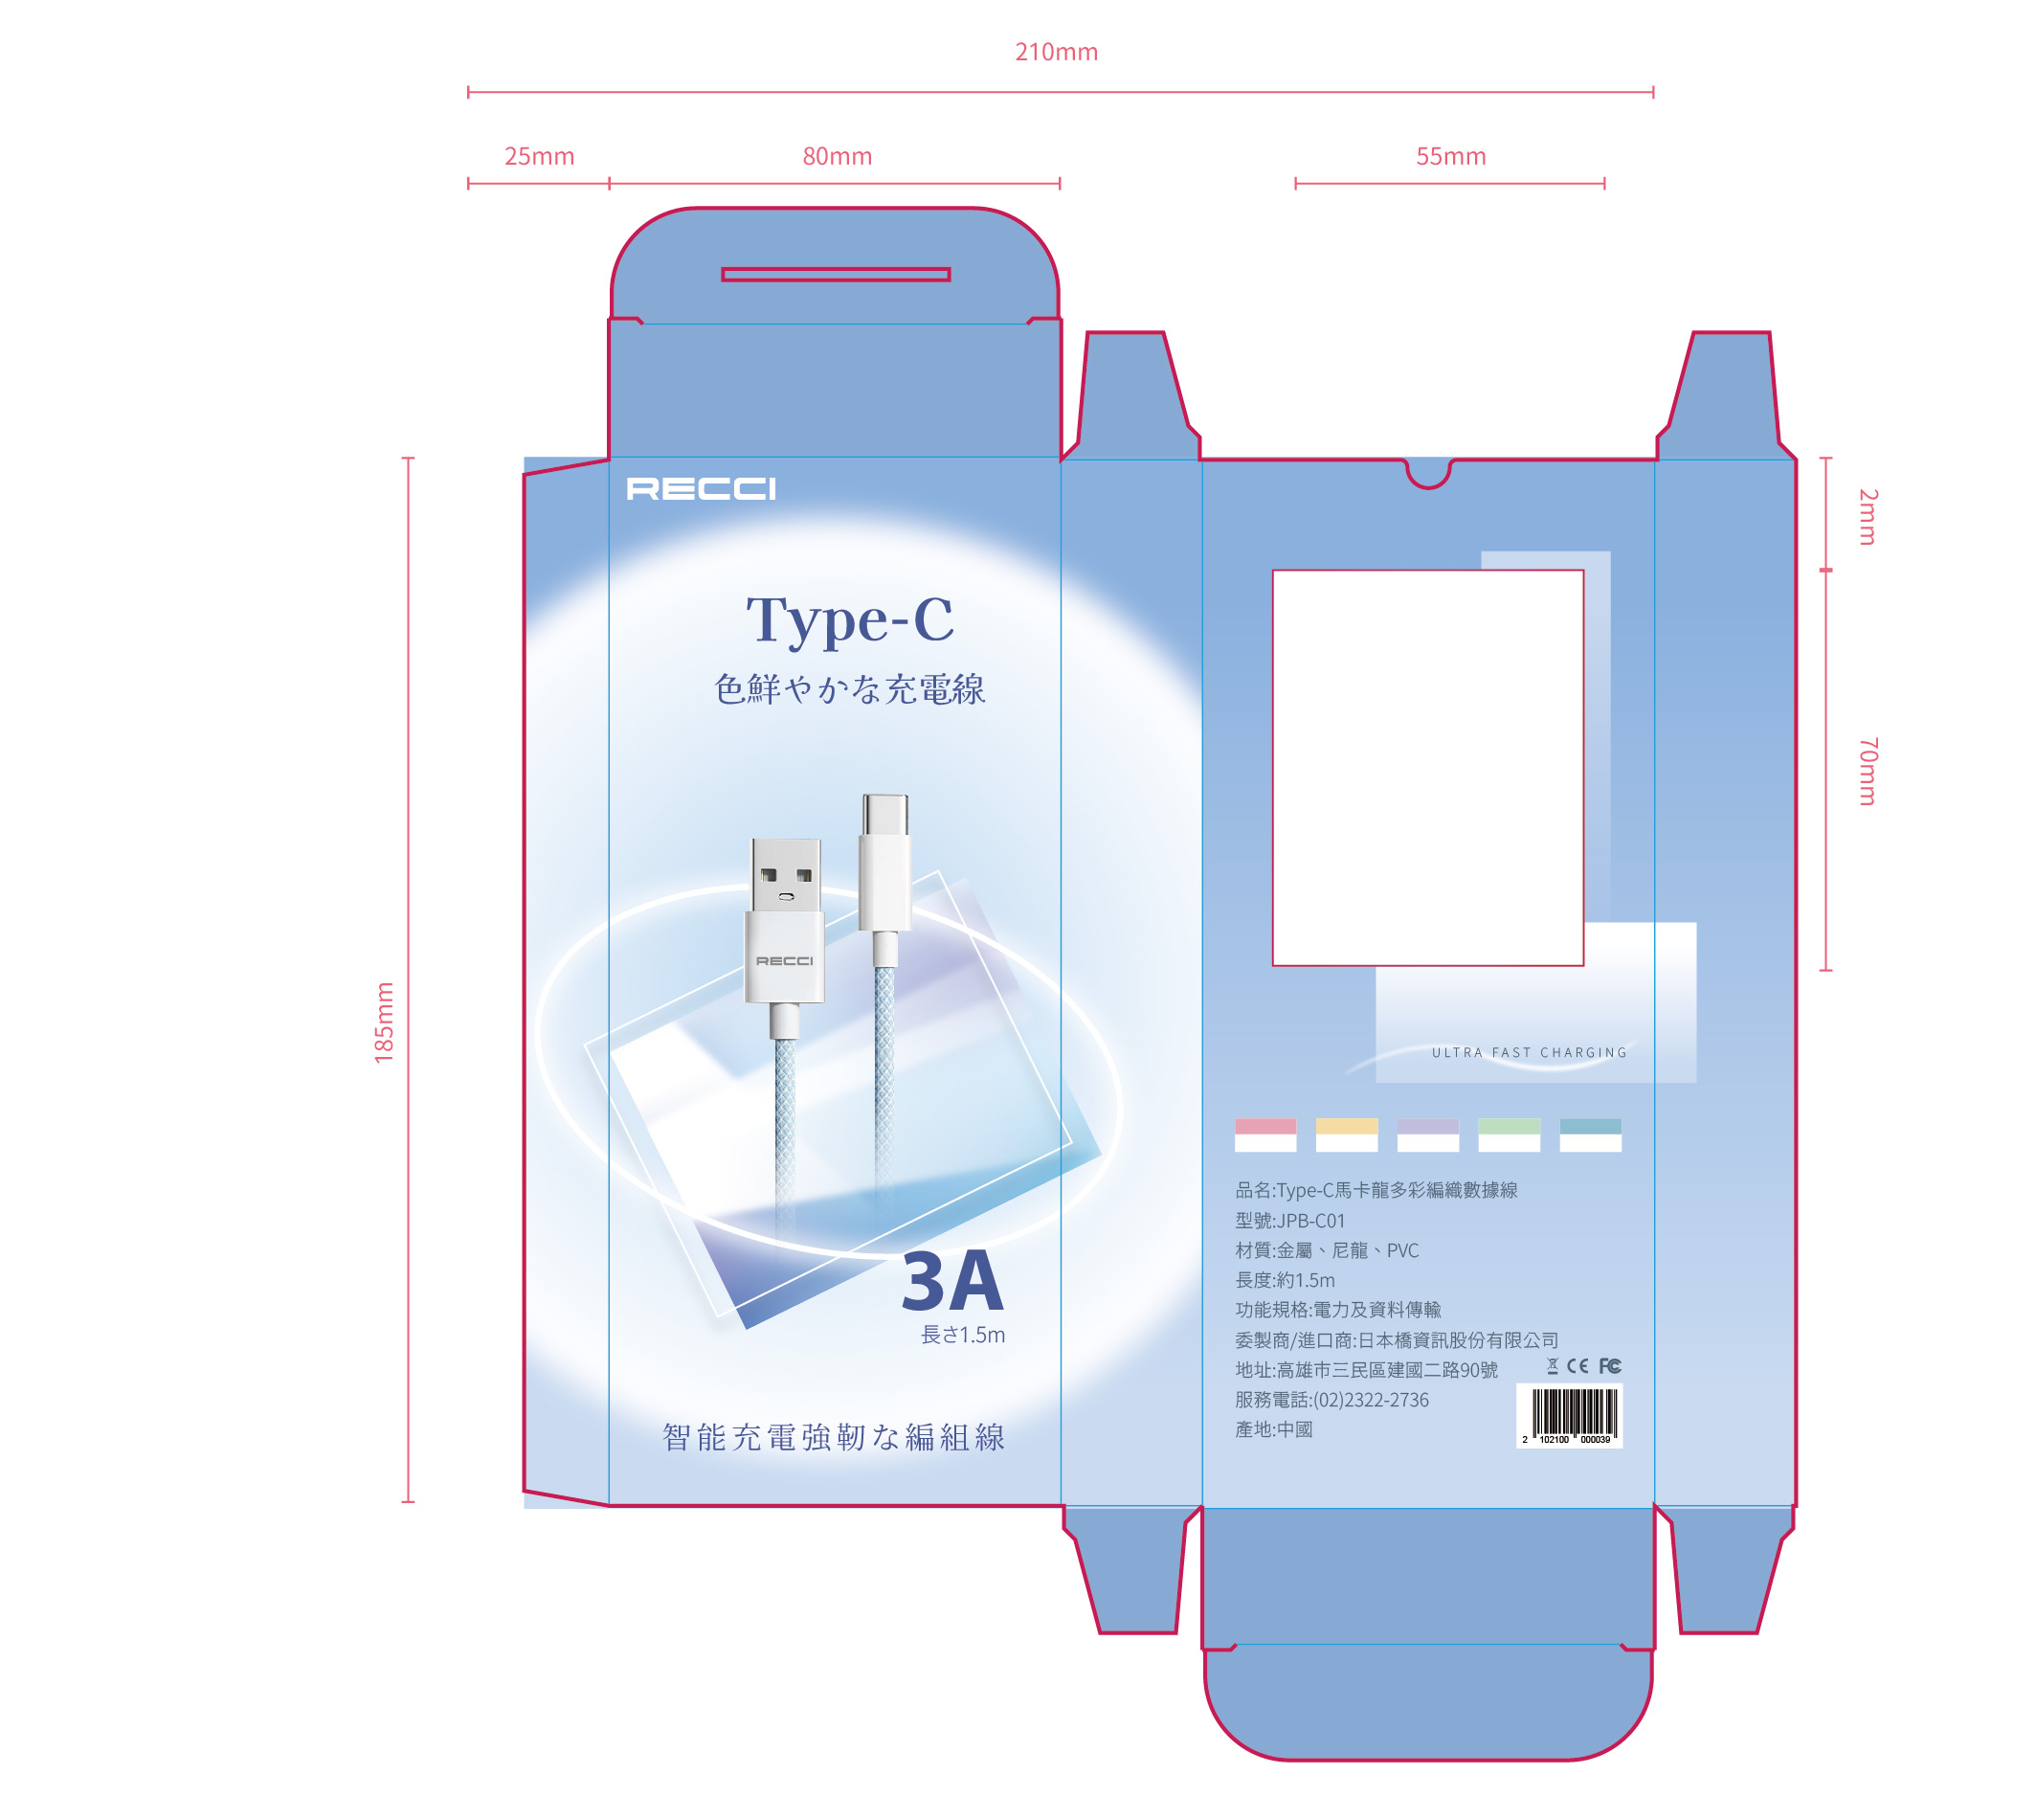 210mm
25mm
80mm
55mm
RECCI
2mm
Type-C
色鮮やかな充電線
70mm
RECCI
185mm
ULTRA FAST CHARGING
3A
長さ1.5m
智能充電強靭な編組線
品名:Type-C馬卡龍多彩編織數據線
型號:JPB-C01
材質:金屬、尼龍、PVC
長度:約1.5m
功能規格:電力及資料傳輸
委製商/進口商:日本橋資訊股份有限公司
地址:高雄市三民區建國二路90號
CE FC
服務電話:(02)2322-2736
產地:中國
2 102100 000039